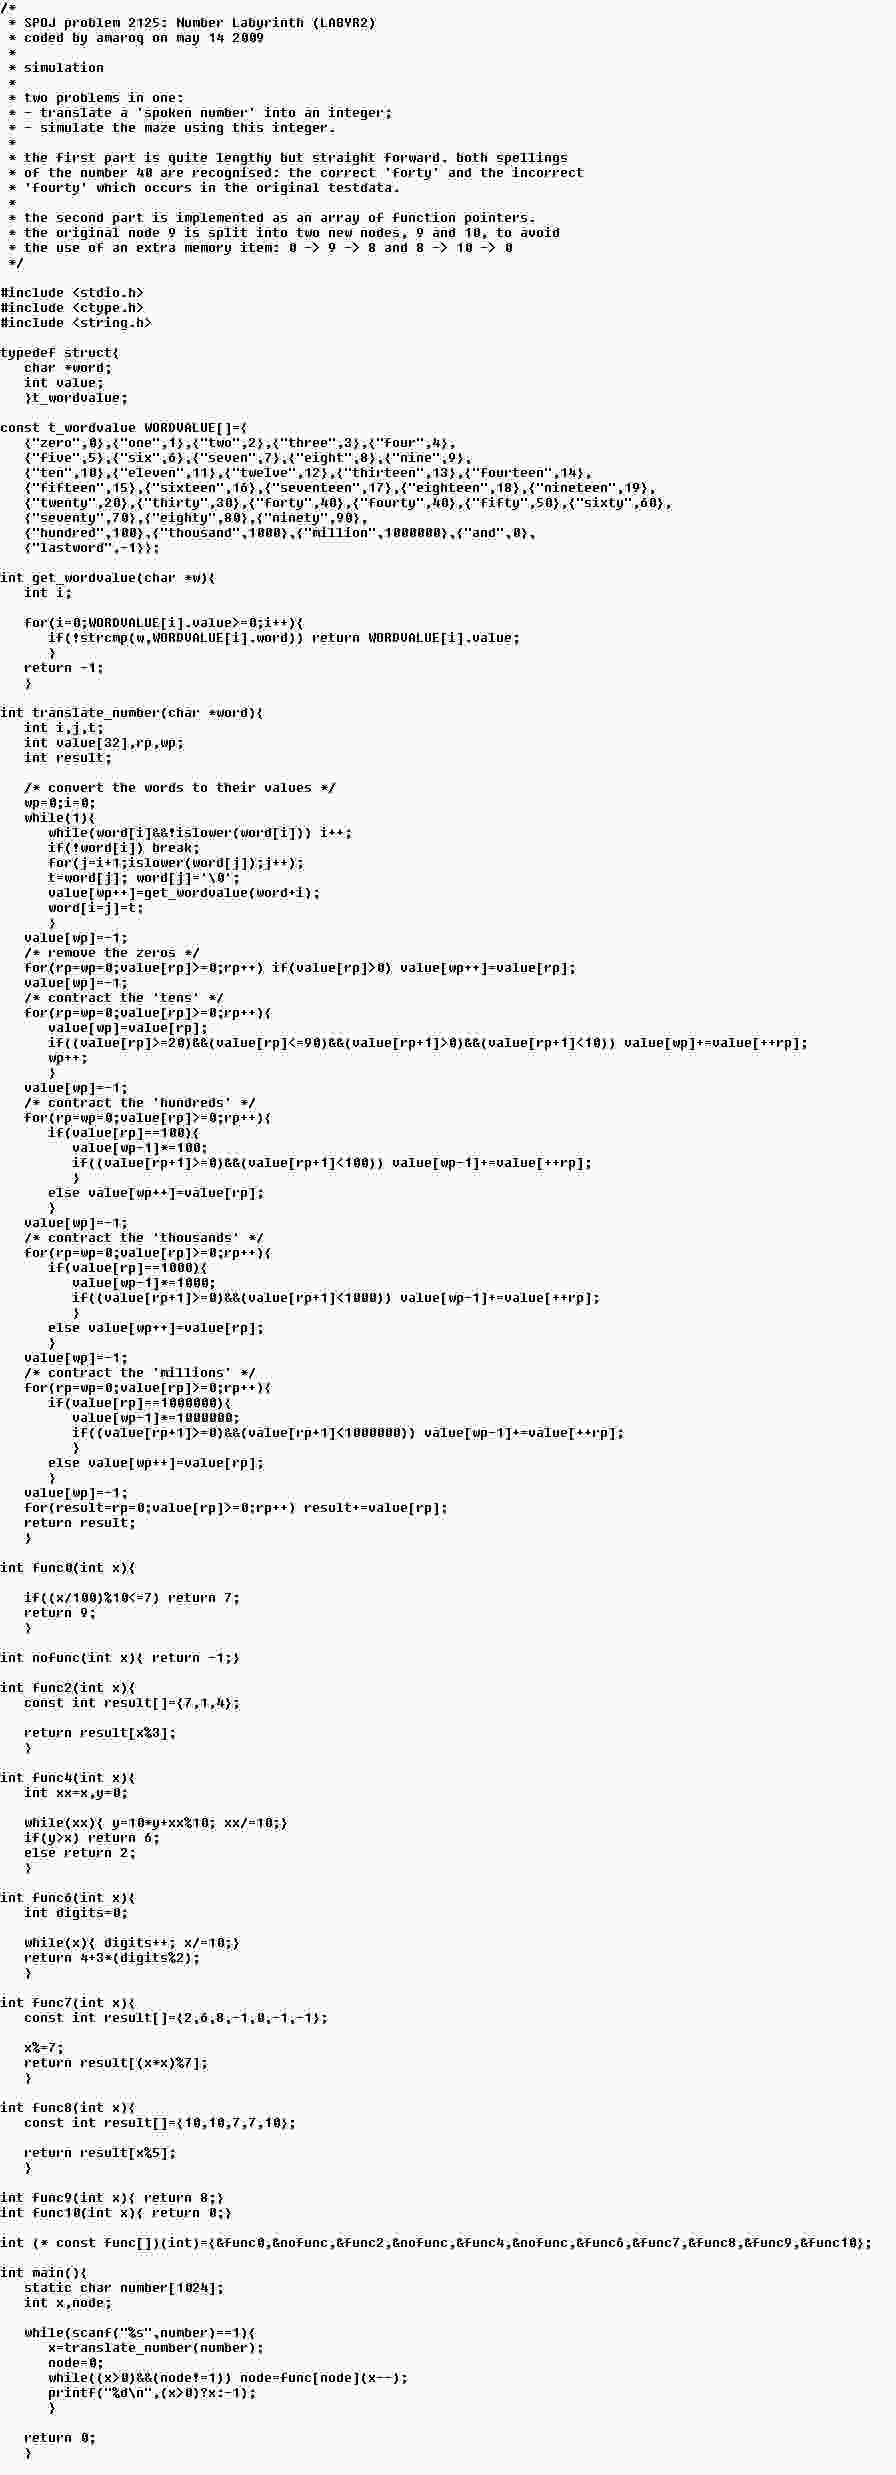 /*
 * SPOJ problem 2125: Number Labyrinth (LABYR2)
 * coded by amaroq on may 14 2009
 *
 * simulation
 *
 * two problems in one:
 * - translate a 'spoken number' into an integer;
 * - simulate the maze using this integer.
 *
 * the first part is quite lengthy but straight forward. both spellings
 * of the number 40 are recognised: the correct 'forty' and the incorrect
 * 'fourty' which occurs in the original testdata.
 *
 * the second part is implemented as an array of function pointers.
 * the original node 9 is split into two new nodes, 9 and 10, to avoid
 * the use of an extra memory item: 0 -> 9 -> 8 and 8 -> 10 -> 0
 */

#include <stdio.h>
#include <ctype.h>
#include <string.h>

typedef struct{
   char *word;
   int value;
   }t_wordvalue;

const t_wordvalue WORDVALUE[]={
   {"zero",0},{"one",1},{"two",2},{"three",3},{"four",4},
   {"five",5},{"six",6},{"seven",7},{"eight",8},{"nine",9},
   {"ten",10},{"eleven",11},{"twelve",12},{"thirteen",13},{"fourteen",14},
   {"fifteen",15},{"sixteen",16},{"seventeen",17},{"eighteen",18},{"nineteen",19},
   {"twenty",20},{"thirty",30},{"forty",40},{"fourty",40},{"fifty",50},{"sixty",60},
   {"seventy",70},{"eighty",80},{"ninety",90},
   {"hundred",100},{"thousand",1000},{"million",1000000},{"and",0},
   {"lastword",-1}};

int get_wordvalue(char *w){
   int i;

   for(i=0;WORDVALUE[i].value>=0;i++){
      if(!strcmp(w,WORDVALUE[i].word)) return WORDVALUE[i].value;
      }
   return -1;
   }

int translate_number(char *word){
   int i,j,t;
   int value[32],rp,wp;
   int result;

   /* convert the words to their values */
   wp=0;i=0;
   while(1){
      while(word[i]&&!islower(word[i])) i++;
      if(!word[i]) break;
      for(j=i+1;islower(word[j]);j++);
      t=word[j]; word[j]='\0';
      value[wp++]=get_wordvalue(word+i);
      word[i=j]=t;
      }
   value[wp]=-1;
   /* remove the zeros */
   for(rp=wp=0;value[rp]>=0;rp++) if(value[rp]>0) value[wp++]=value[rp];
   value[wp]=-1;
   /* contract the 'tens' */
   for(rp=wp=0;value[rp]>=0;rp++){
      value[wp]=value[rp];
      if((value[rp]>=20)&&(value[rp]<=90)&&(value[rp+1]>0)&&(value[rp+1]<10)) value[wp]+=value[++rp];
      wp++;
      }
   value[wp]=-1;
   /* contract the 'hundreds' */
   for(rp=wp=0;value[rp]>=0;rp++){
      if(value[rp]==100){
         value[wp-1]*=100;
         if((value[rp+1]>=0)&&(value[rp+1]<100)) value[wp-1]+=value[++rp];
         }
      else value[wp++]=value[rp];
      }
   value[wp]=-1;
   /* contract the 'thousands' */
   for(rp=wp=0;value[rp]>=0;rp++){
      if(value[rp]==1000){
         value[wp-1]*=1000;
         if((value[rp+1]>=0)&&(value[rp+1]<1000)) value[wp-1]+=value[++rp];
         }
      else value[wp++]=value[rp];
      }
   value[wp]=-1;
   /* contract the 'millions' */
   for(rp=wp=0;value[rp]>=0;rp++){
      if(value[rp]==1000000){
         value[wp-1]*=1000000;
         if((value[rp+1]>=0)&&(value[rp+1]<1000000)) value[wp-1]+=value[++rp];
         }
      else value[wp++]=value[rp];
      }
   value[wp]=-1;
   for(result=rp=0;value[rp]>=0;rp++) result+=value[rp];
   return result;
   }

int func0(int x){

   if((x/100)%10<=7) return 7;
   return 9;
   }

int nofunc(int x){ return -1;}

int func2(int x){
   const int result[]={7,1,4};

   return result[x%3];
   }

int func4(int x){
   int xx=x,y=0;

   while(xx){ y=10*y+xx%10; xx/=10;}
   if(y>x) return 6;
   else return 2;
   }

int func6(int x){
   int digits=0;

   while(x){ digits++; x/=10;}
   return 4+3*(digits%2);
   }

int func7(int x){
   const int result[]={2,6,8,-1,0,-1,-1};

   x%=7;
   return result[(x*x)%7];
   }

int func8(int x){
   const int result[]={10,10,7,7,10};

   return result[x%5];
   }

int func9(int x){ return 8;}
int func10(int x){ return 0;}

int (* const func[])(int)={&func0,&nofunc,&func2,&nofunc,&func4,&nofunc,&func6,&func7,&func8,&func9,&func10};

int main(){
   static char number[1024];
   int x,node;

   while(scanf("%s",number)==1){
      x=translate_number(number);
      node=0;
      while((x>0)&&(node!=1)) node=func[node](x--);
      printf("%d\n",(x>0)?x:-1);
      }

   return 0;
   }